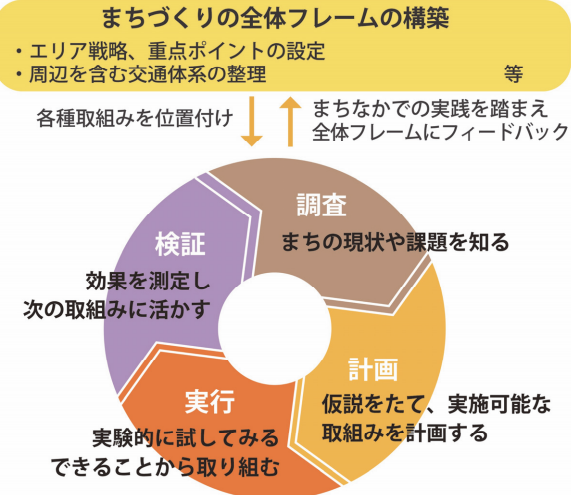 まちづくりの全体フレームの構築
・エリア戦略、重点ポイントの設定
・周辺を含む交通体系の整理 等
各種取組みを位置付け
まちなかでの実践を踏まえ
全体フレームにフィードバック
調査
まちの現状や課題を知る
計画
仮説をたて、実施可能な
取組みを計画する
実行
実験的に試してみる
できることから取り組む
検証
効果を測定し
次の取組みに活かす